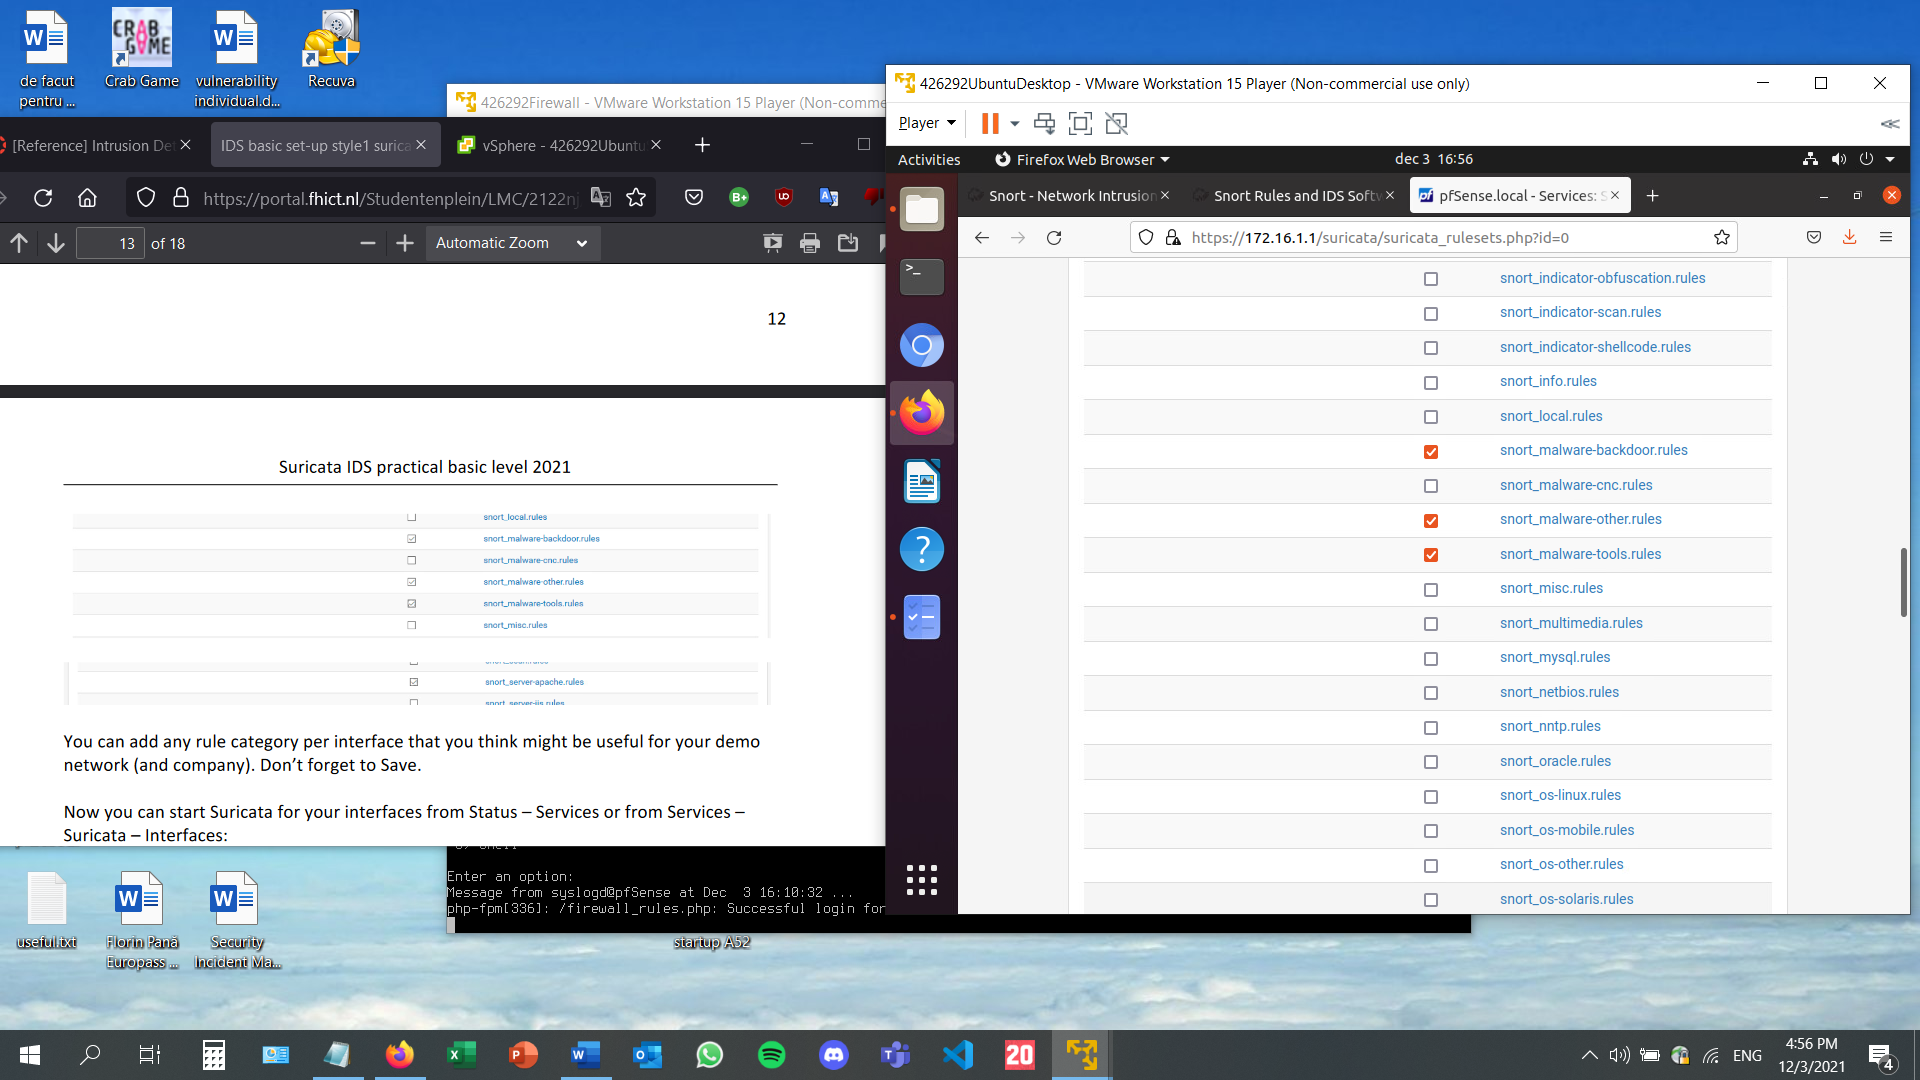 de facut
pentru ...
Crab Game
vulnerability
individual.d...
Recuva
CRAB
GAME
426292Firewall - VMware Workstation 15 Player (Non-comme
[Reference] Intrusion Det
IDS basic set-up style1 surica
vSphere - 426292Ubuntu
https://portal.fhict.nl/Studentenplein/LMC/2122nj
13 of 18
Automatic Zoom
12
Suricata IDS practical basic level 2021
snort_local.rules
snort_malware-backdoor.rules
snort_malware-cnc.rules
snort_malware-other.rules
snort_malware-tools.rules
snort_misc.rules
snort_server-apache.rules
snort_server-iis.rules
You can add any rule category per interface that you think might be useful for your demo
network (and company). Don’t forget to Save.
Now you can start Suricata for your interfaces from Status – Services or from Services –
Suricata – Interfaces:
Enter an option:
Message from syslogd@pfSense at Dec  3 16:10:32 ...
php-fpm[336]: /firewall_rules.php: Successful login for
426292UbuntuDesktop - VMware Workstation 15 Player (Non-commercial use only)
Player
Activities
Firefox Web Browser
dec 3 16:56
Snort - Network Intrusion
Snort Rules and IDS Softw
pfSense.local - Services: S
https://172.16.1.1/suricata/suricata_rulesets.php?id=0
snort_indicator-obfuscation.rules
snort_indicator-scan.rules
snort_indicator-shellcode.rules
snort_info.rules
snort_local.rules
snort_malware-backdoor.rules
snort_malware-cnc.rules
snort_malware-other.rules
snort_malware-tools.rules
snort_misc.rules
snort_multimedia.rules
snort_mysql.rules
snort_netbios.rules
snort_nntp.rules
snort_oracle.rules
snort_os-linux.rules
snort_os-mobile.rules
snort_os-other.rules
snort_os-solaris.rules
useful.txt
Florin Pană
Europass ...
Security
Incident Ma...
startup A52
20
ENG
4:56 PM
12/3/2021
4